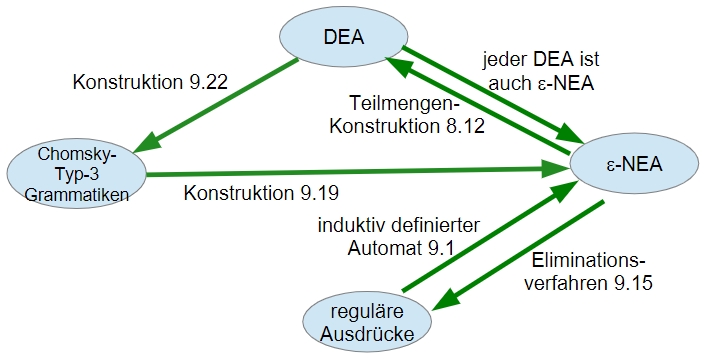 DEA
jeder DEA ist
auch ε-NEA
Konstruktion 9.22
Teilmengen-
Konstruktion 8.12
Chomsky-
Typ-3
Grammatiken
ε-NEA
Konstruktion 9.19
induktiv definierter
Automat 9.1
Eliminations-
verfahren 9.15
reguläre
Ausdrücke